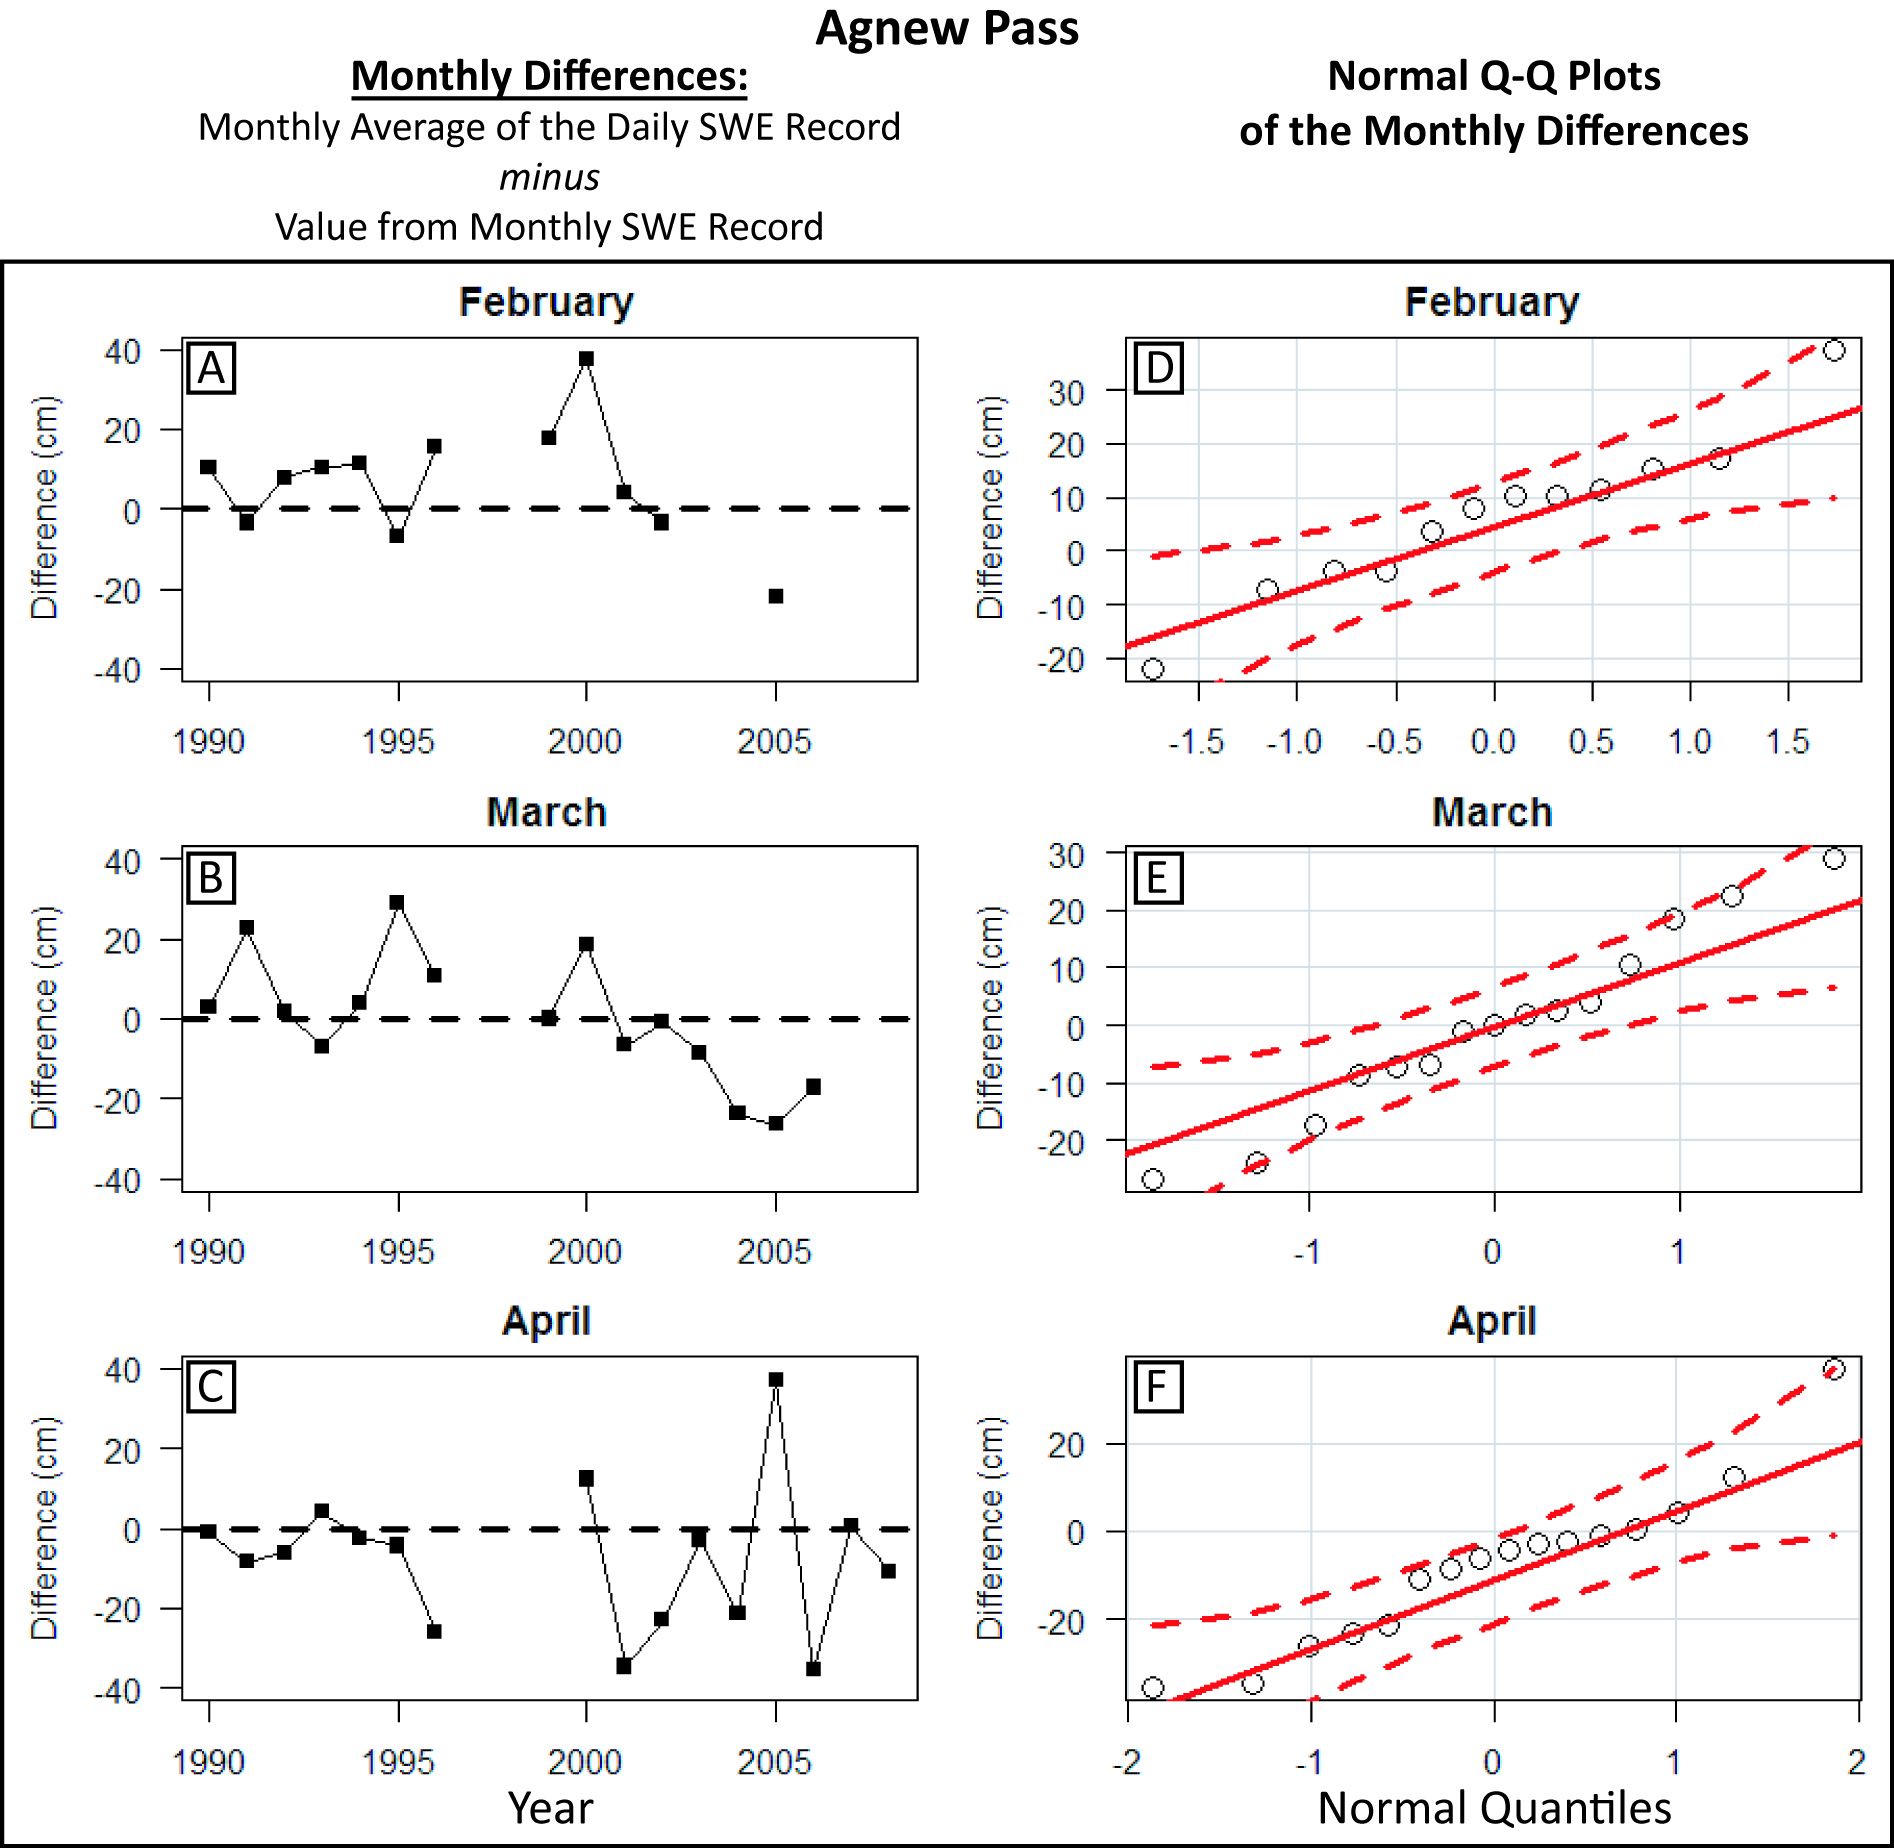 Agnew Pass
Monthly Differences:
Monthly Average of the Daily SWE Record
minus
Value from Monthly SWE Record
Normal Q-Q Plots
of the Monthly Differences
February
A
Difference (cm)
40
20
0
-20
-40
1990 1995 2000 2005
February
D
Difference (cm)
30
20
10
0
-10
-20
-1.5 -1.0 -0.5 0.0 0.5 1.0 1.5
March
B
Difference (cm)
40
20
0
-20
-40
1990 1995 2000 2005
March
E
Difference (cm)
30
20
10
0
-10
-20
-1 0 1
April
C
Difference (cm)
40
20
0
-20
-40
1990 1995 2000 2005
Year
April
F
Difference (cm)
20
0
-20
-2 -1 0 1 2
Normal Quantiles